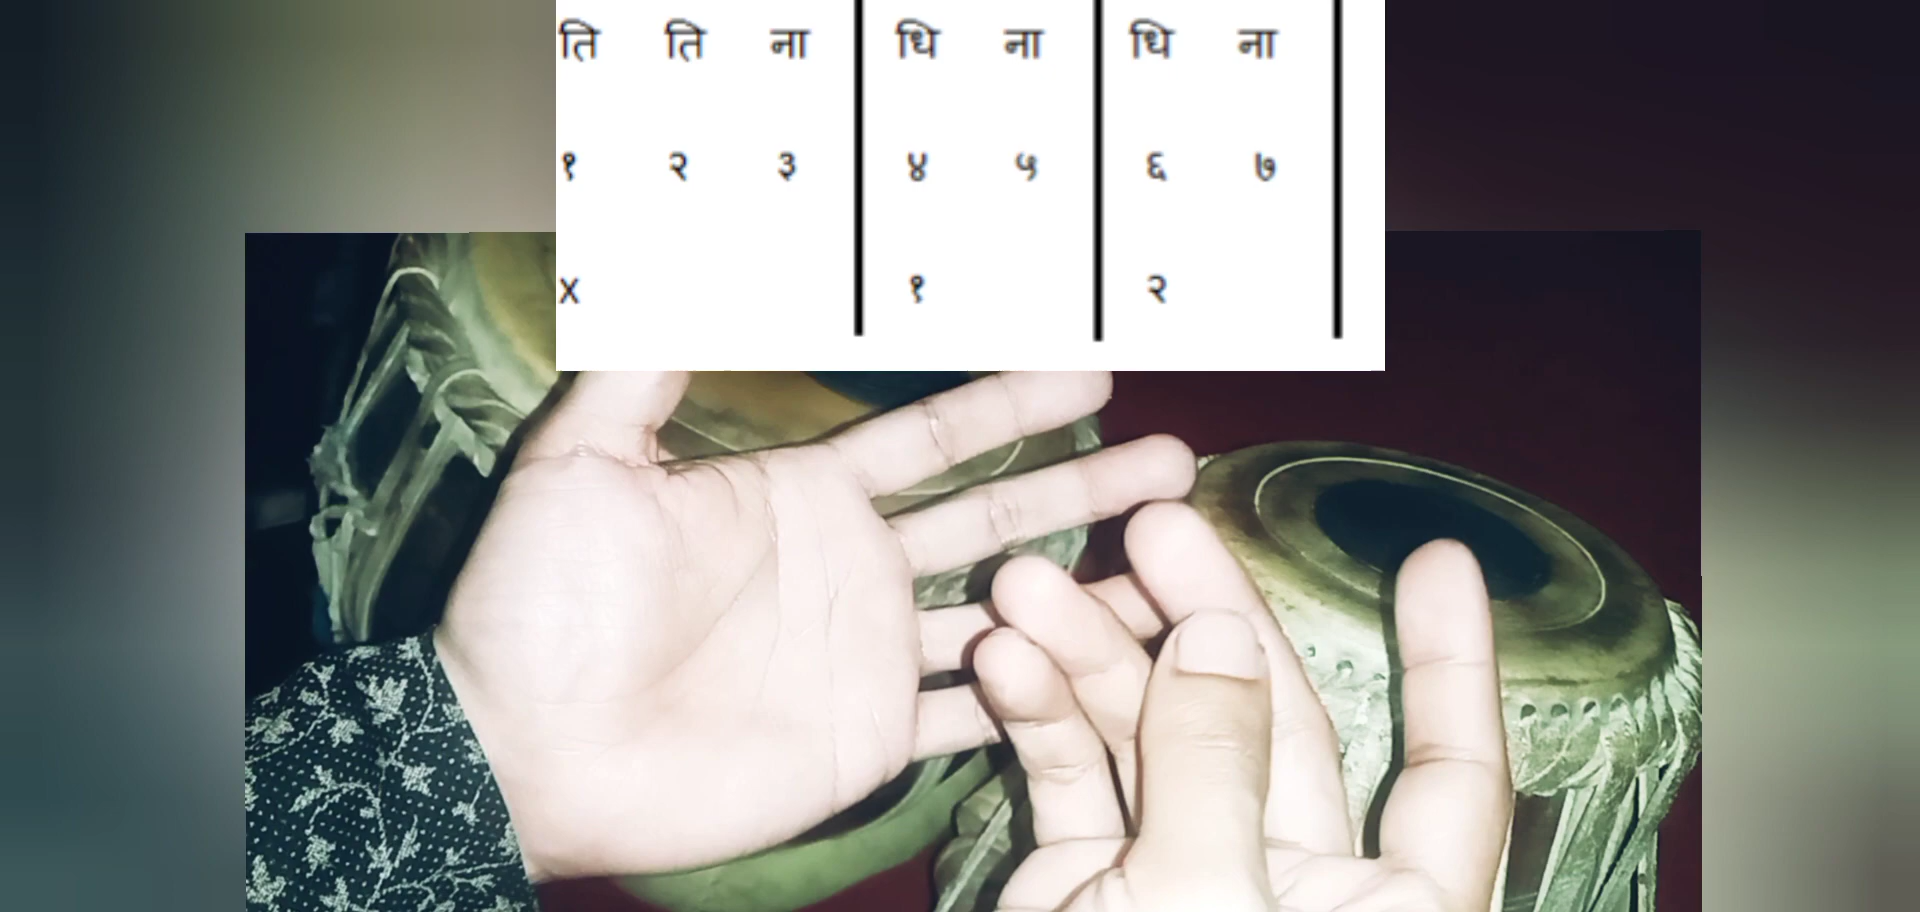 ति ति ना | धि ना | धि ना |
१ २ ३ | ४ ५ | ६ ७ |
x | १ | २ |